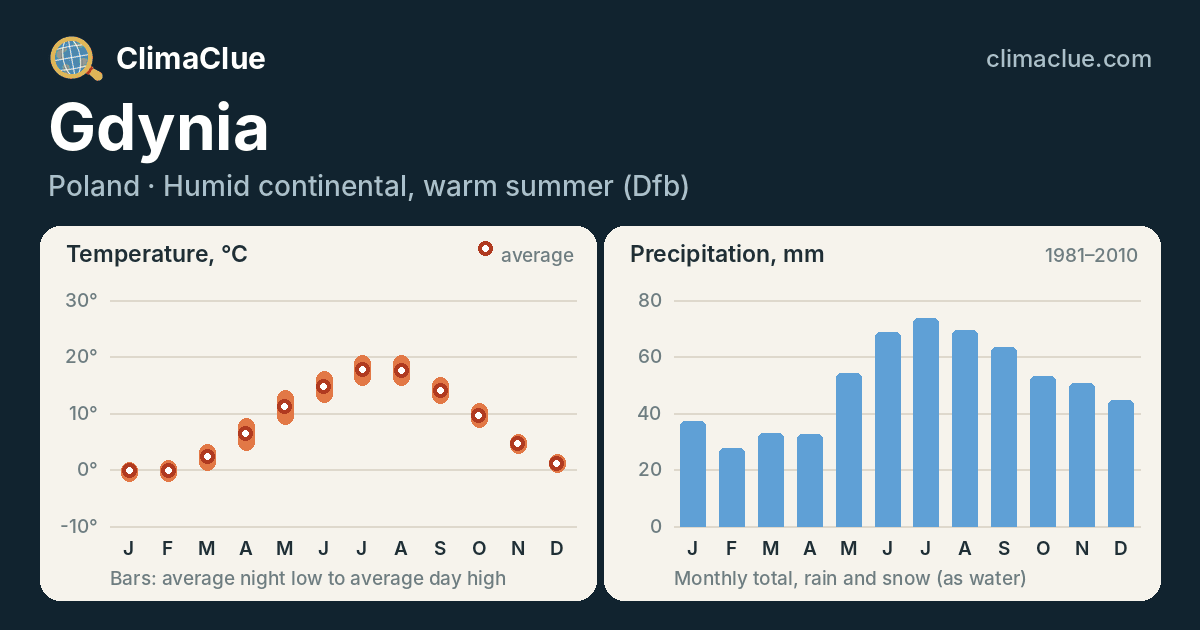 ClimaClue
climaclue.com
Gdynia
Poland · Humid continental, warm summer (Dfb)
Temperature, °C
average
30°
20°
10°
0°
-10°
J F M A M J J A S O N D
Bars: average night low to average day high
Precipitation, mm
1981–2010
80
60
40
20
0
J F M A M J J A S O N D
Monthly total, rain and snow (as water)